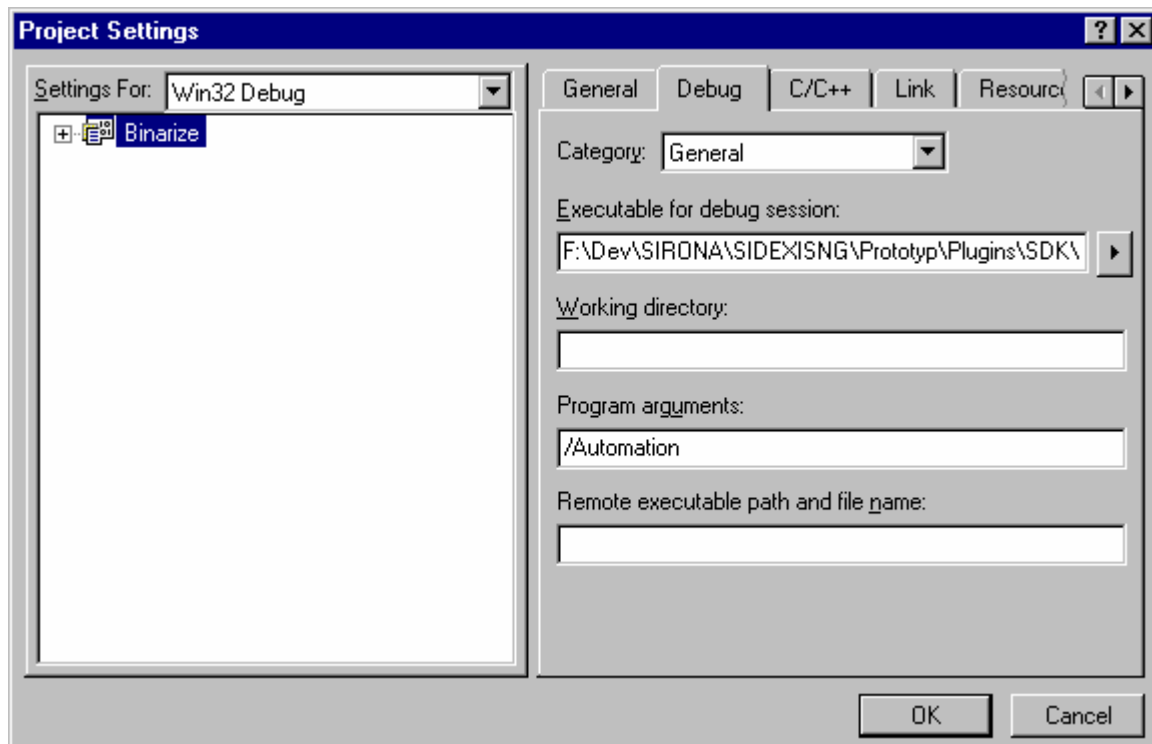 Project Settings
Settings For: Win32 Debug
Binarize
General Debug C/C++ Link
Category: General
Executable for debug session:
F:\Dev\SIRONA\SIDEXISNG\Prototyp\Plugins\SDK\
Working directory:
Program arguments:
/Automation
Remote executable path and file name:
OK Cancel